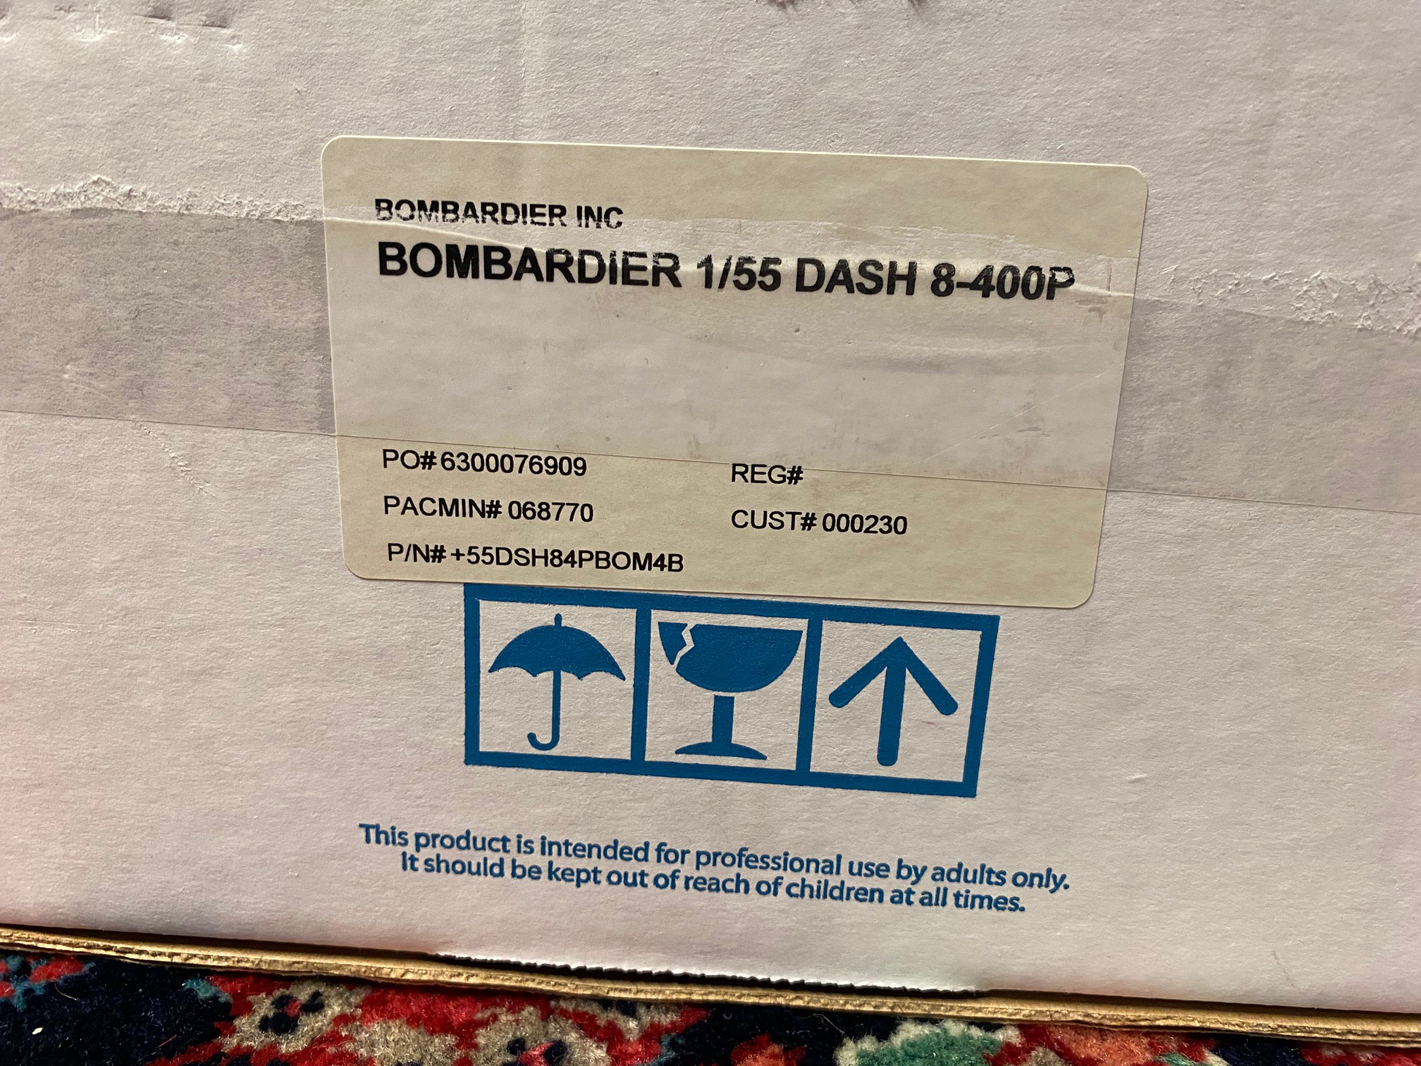 BOMBARDIER INC
BOMBARDIER 1/55 DASH 8-400P
PO# 6300076909 REG#
PACMIN# 068770 CUST# 000230
P/N# +55DSH84PBOM4B
This product is intended for professional use by adults only.
It should be kept out of reach of children at all times.